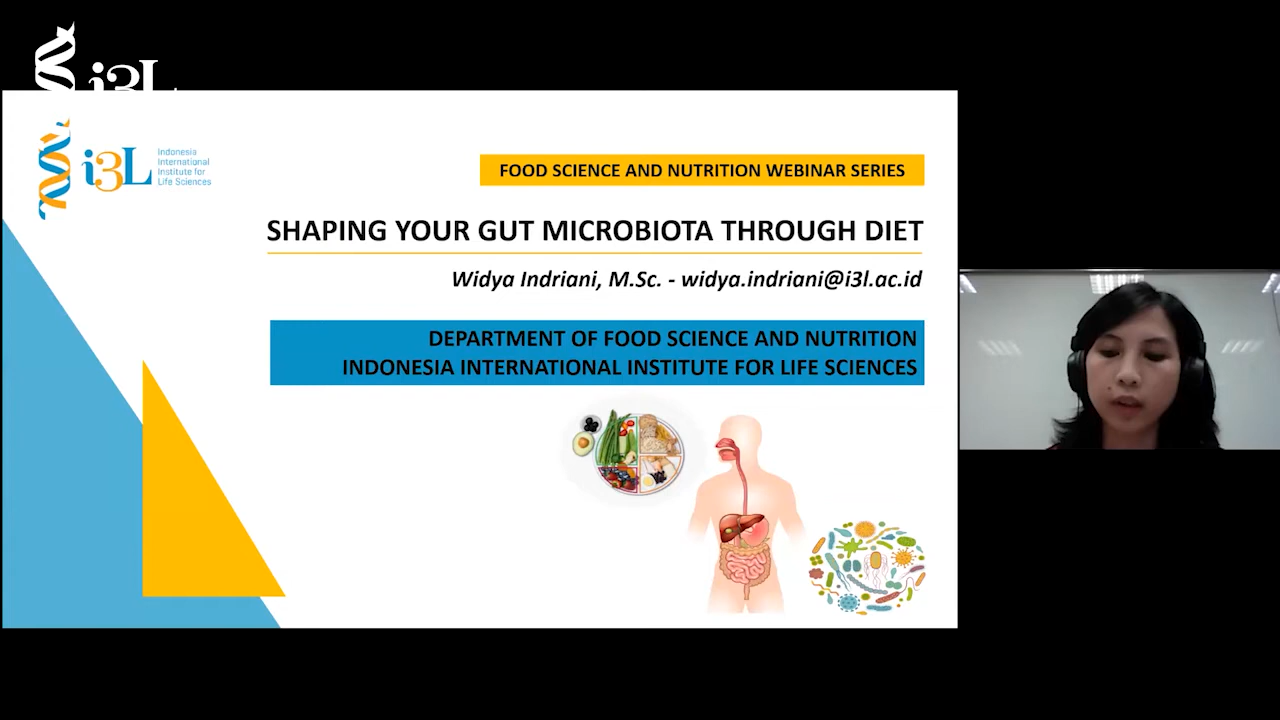 i3L
i3L
Indonesia
International
Institute for
Life Sciences
FOOD SCIENCE AND NUTRITION WEBINAR SERIES
SHAPING YOUR GUT MICROBIOTA THROUGH DIET
Widya Indriani, M.Sc. - widya.indriani@i3l.ac.id
DEPARTMENT OF FOOD SCIENCE AND NUTRITION
INDONESIA INTERNATIONAL INSTITUTE FOR LIFE SCIENCES